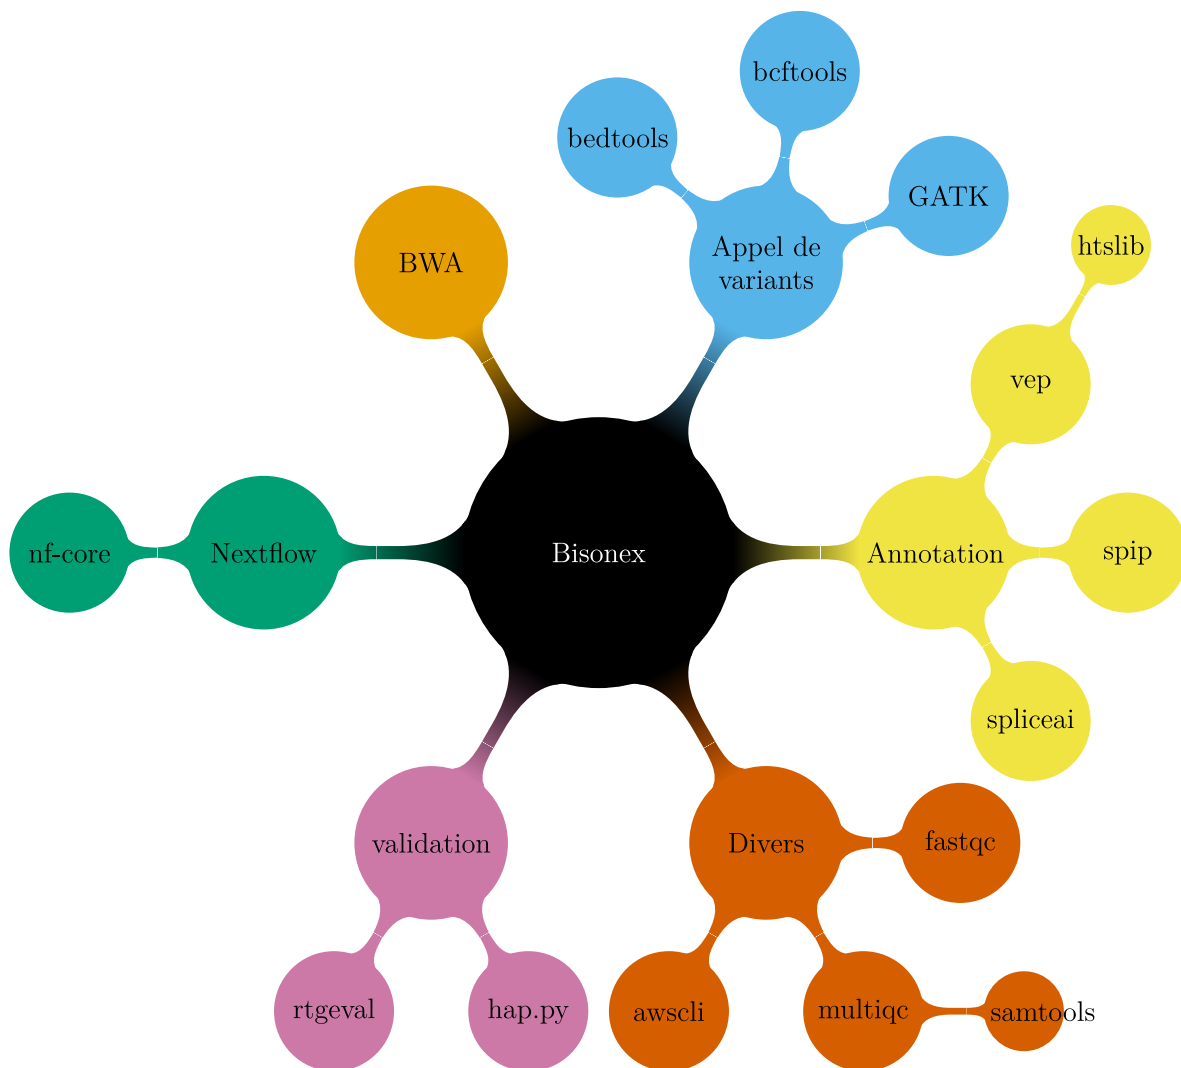 bcftools
bedtools
GATK
htslib
Appel de
variants
BWA
vep
nf-core
Nextflow
Bisonex
Annotation
spip
spliceai
validation
Divers
fastqc
rtgeval
hap.py
awscli
multiqc
samtools